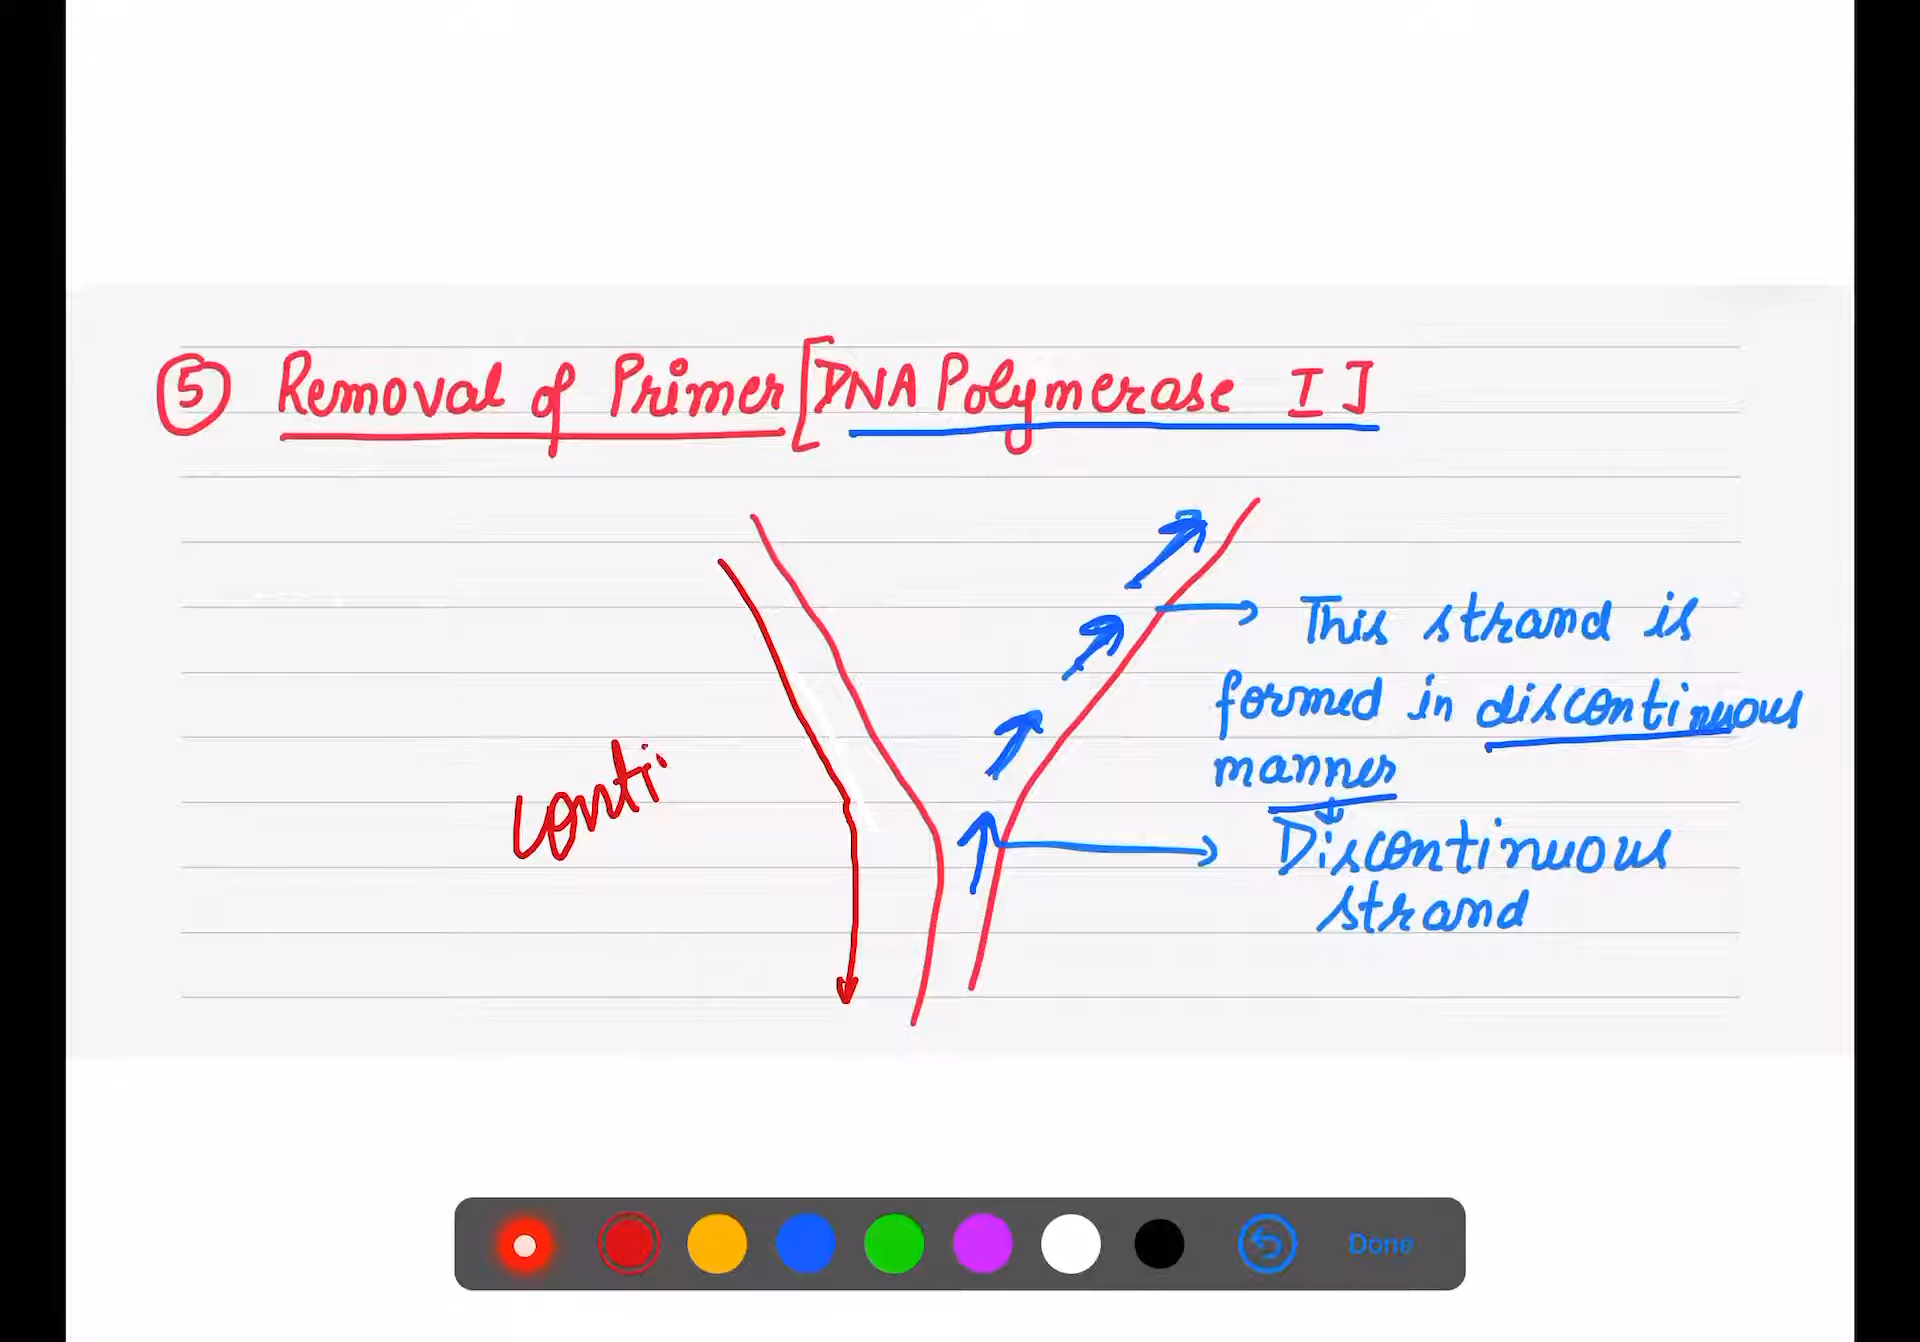 5 Removal of Primer [DNA Polymerase I]
This strand is
formed in discontinuous
manner
conti
Discontinuous
strand
Done